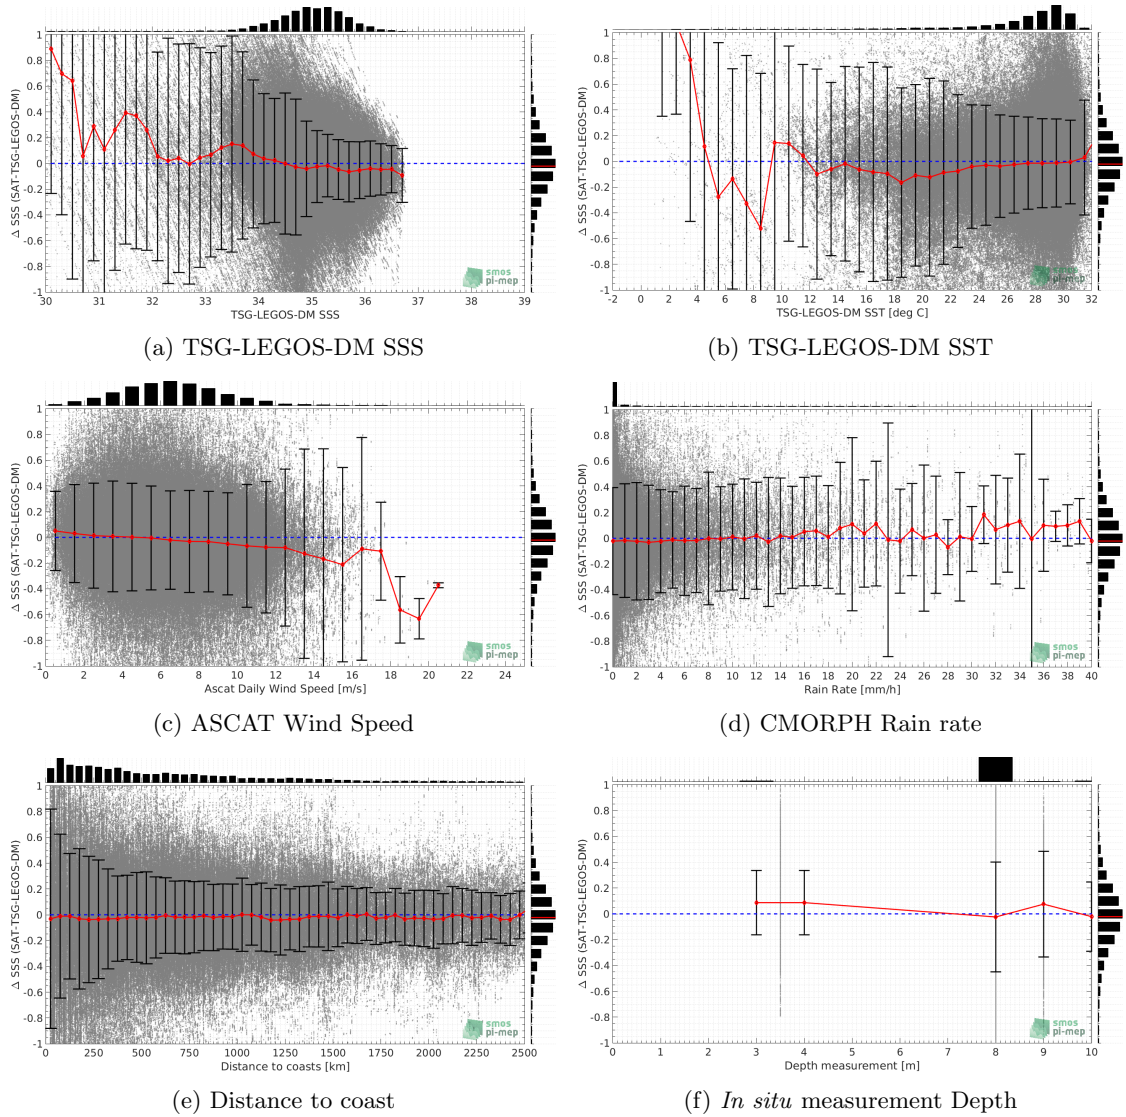 Δ SSS (SAT-TSG-LEGOS-DM)
1
0.8
0.6
0.4
0.2
0
-0.2
-0.4
-0.6
-0.8
-1
30 31 32 33 34 35 36 37 38 39
TSG-LEGOS-DM SSS
smos
pi-mep
(a) TSG-LEGOS-DM SSS
Δ SSS (SAT-TSG-LEGOS-DM)
1
0.8
0.6
0.4
0.2
0
-0.2
-0.4
-0.6
-0.8
-1
-2 0 2 4 6 8 10 12 14 16 18 20 22 24 26 28 30 32
TSG-LEGOS-DM SST [deg C]
smos
pi-mep
(b) TSG-LEGOS-DM SST
Δ SSS (SAT-TSG-LEGOS-DM)
1
0.8
0.6
0.4
0.2
0
-0.2
-0.4
-0.6
-0.8
-1
0 2 4 6 8 10 12 14 16 18 20 22 24
Ascat Daily Wind Speed [m/s]
smos
pi-mep
(c) ASCAT Wind Speed
Δ SSS (SAT-TSG-LEGOS-DM)
1
0.8
0.6
0.4
0.2
0
-0.2
-0.4
-0.6
-0.8
-1
0 2 4 6 8 10 12 14 16 18 20 22 24 26 28 30 32 34 36 38 40
Rain Rate [mm/h]
smos
pi-mep
(d) CMORPH Rain rate
Δ SSS (SAT-TSG-LEGOS-DM)
1
0.8
0.6
0.4
0.2
0
-0.2
-0.4
-0.6
-0.8
-1
0 250 500 750 1000 1250 1500 1750 2000 2250 2500
Distance to coasts [km]
smos
pi-mep
(e) Distance to coast
Δ SSS (SAT-TSG-LEGOS-DM)
1
0.8
0.6
0.4
0.2
0
-0.2
-0.4
-0.6
-0.8
-1
0 1 2 3 4 5 6 7 8 9 10
Depth measurement [m]
smos
pi-mep
(f) In situ measurement Depth